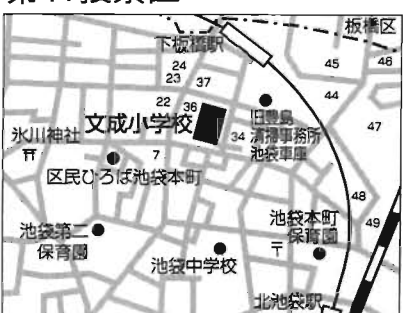 板橋区
下板橋駅
24
23
37
45
46
44
22
36
文成小学校
34
旧豊島
清掃事務所
池袋車庫
47
氷川神社
7
区民ひろば池袋本町
48
49
池袋本町
保育園
〒
池袋第二
保育園
池袋中学校
北池袋駅